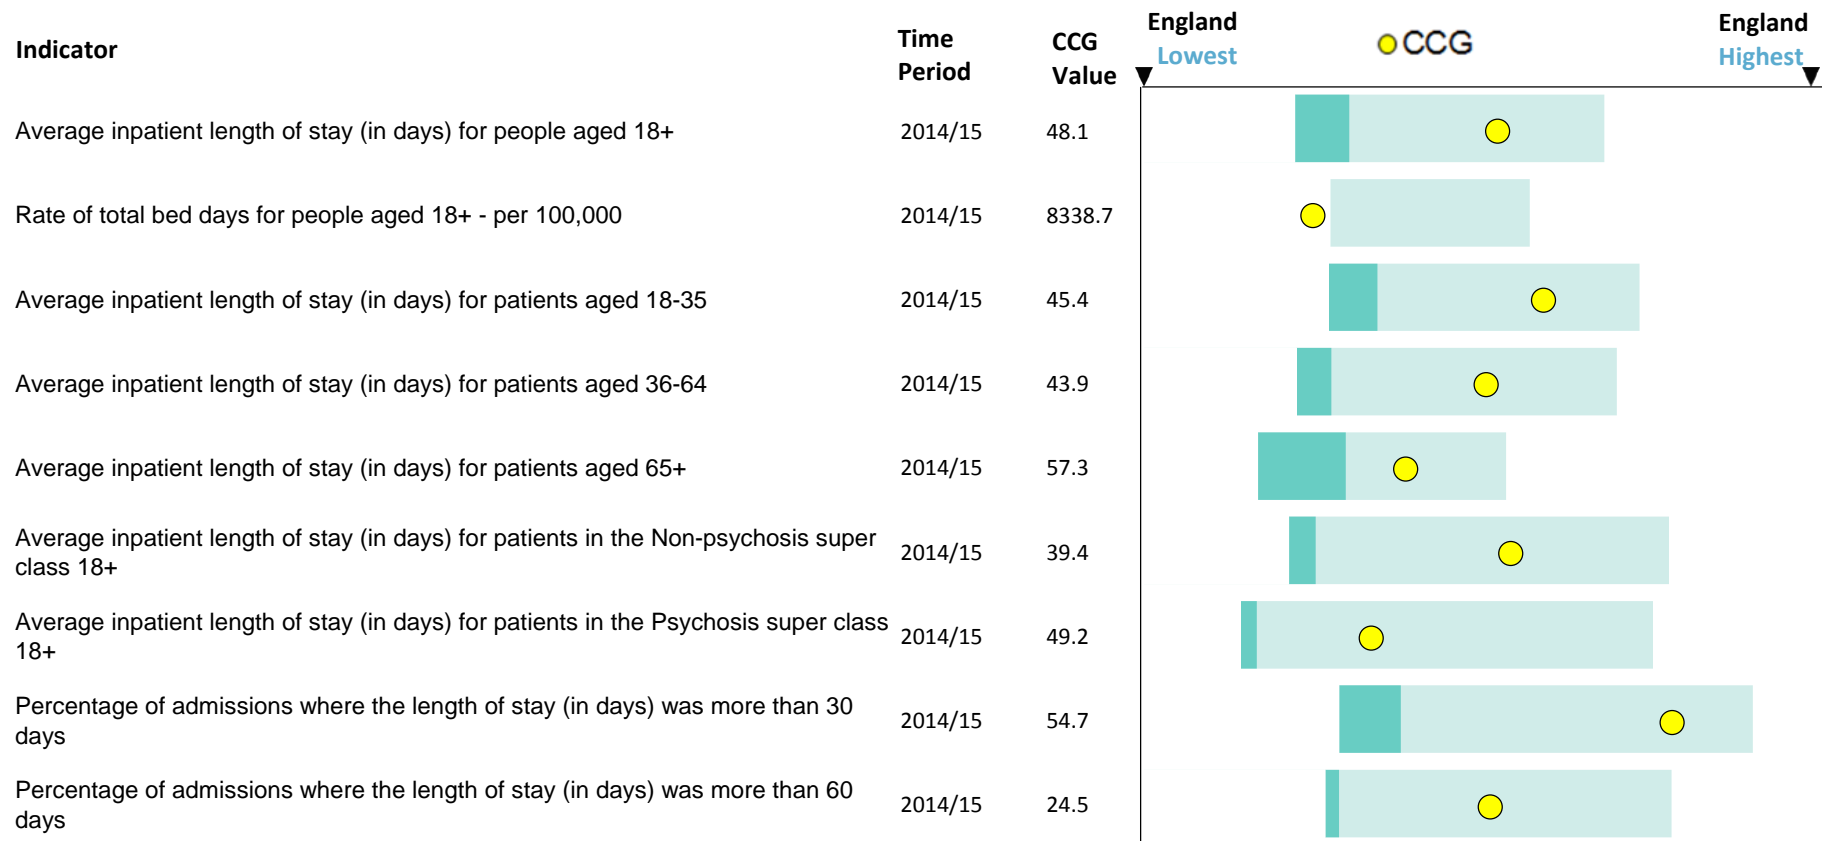 Indicator
Time
Period
CCG
Value
England
Lowest
CCG
England
Highest
Average inpatient length of stay (in days) for people aged 18+ 2014/15 48.1
Rate of total bed days for people aged 18+ - per 100,000 2014/15 8338.7
Average inpatient length of stay (in days) for patients aged 18-35 2014/15 45.4
Average inpatient length of stay (in days) for patients aged 36-64 2014/15 43.9
Average inpatient length of stay (in days) for patients aged 65+ 2014/15 57.3
Average inpatient length of stay (in days) for patients in the Non-psychosis super
class 18+
2014/15 39.4
Average inpatient length of stay (in days) for patients in the Psychosis super class
18+
2014/15 49.2
Percentage of admissions where the length of stay (in days) was more than 30
days
2014/15 54.7
Percentage of admissions where the length of stay (in days) was more than 60
days
2014/15 24.5